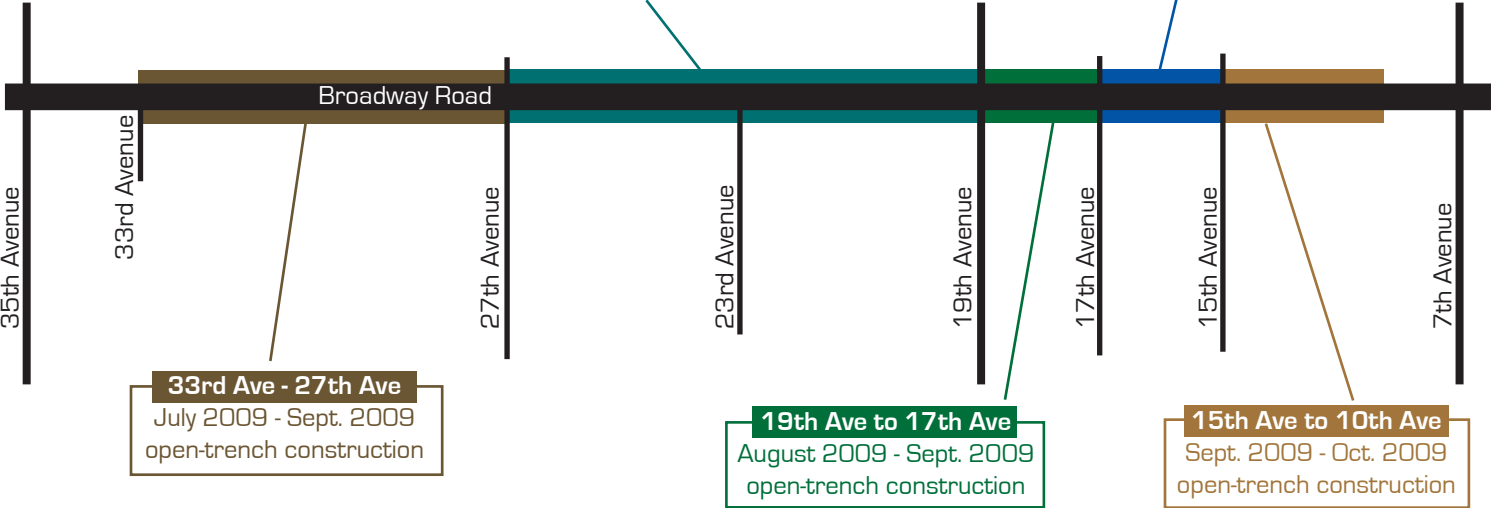 Broadway Road
35th Avenue
33rd Avenue
27th Avenue
23rd Avenue
19th Avenue
17th Avenue
15th Avenue
7th Avenue
33rd Ave - 27th Ave
July 2009 - Sept. 2009
open-trench construction
19th Ave to 17th Ave
August 2009 - Sept. 2009
open-trench construction
15th Ave to 10th Ave
Sept. 2009 - Oct. 2009
open-trench construction